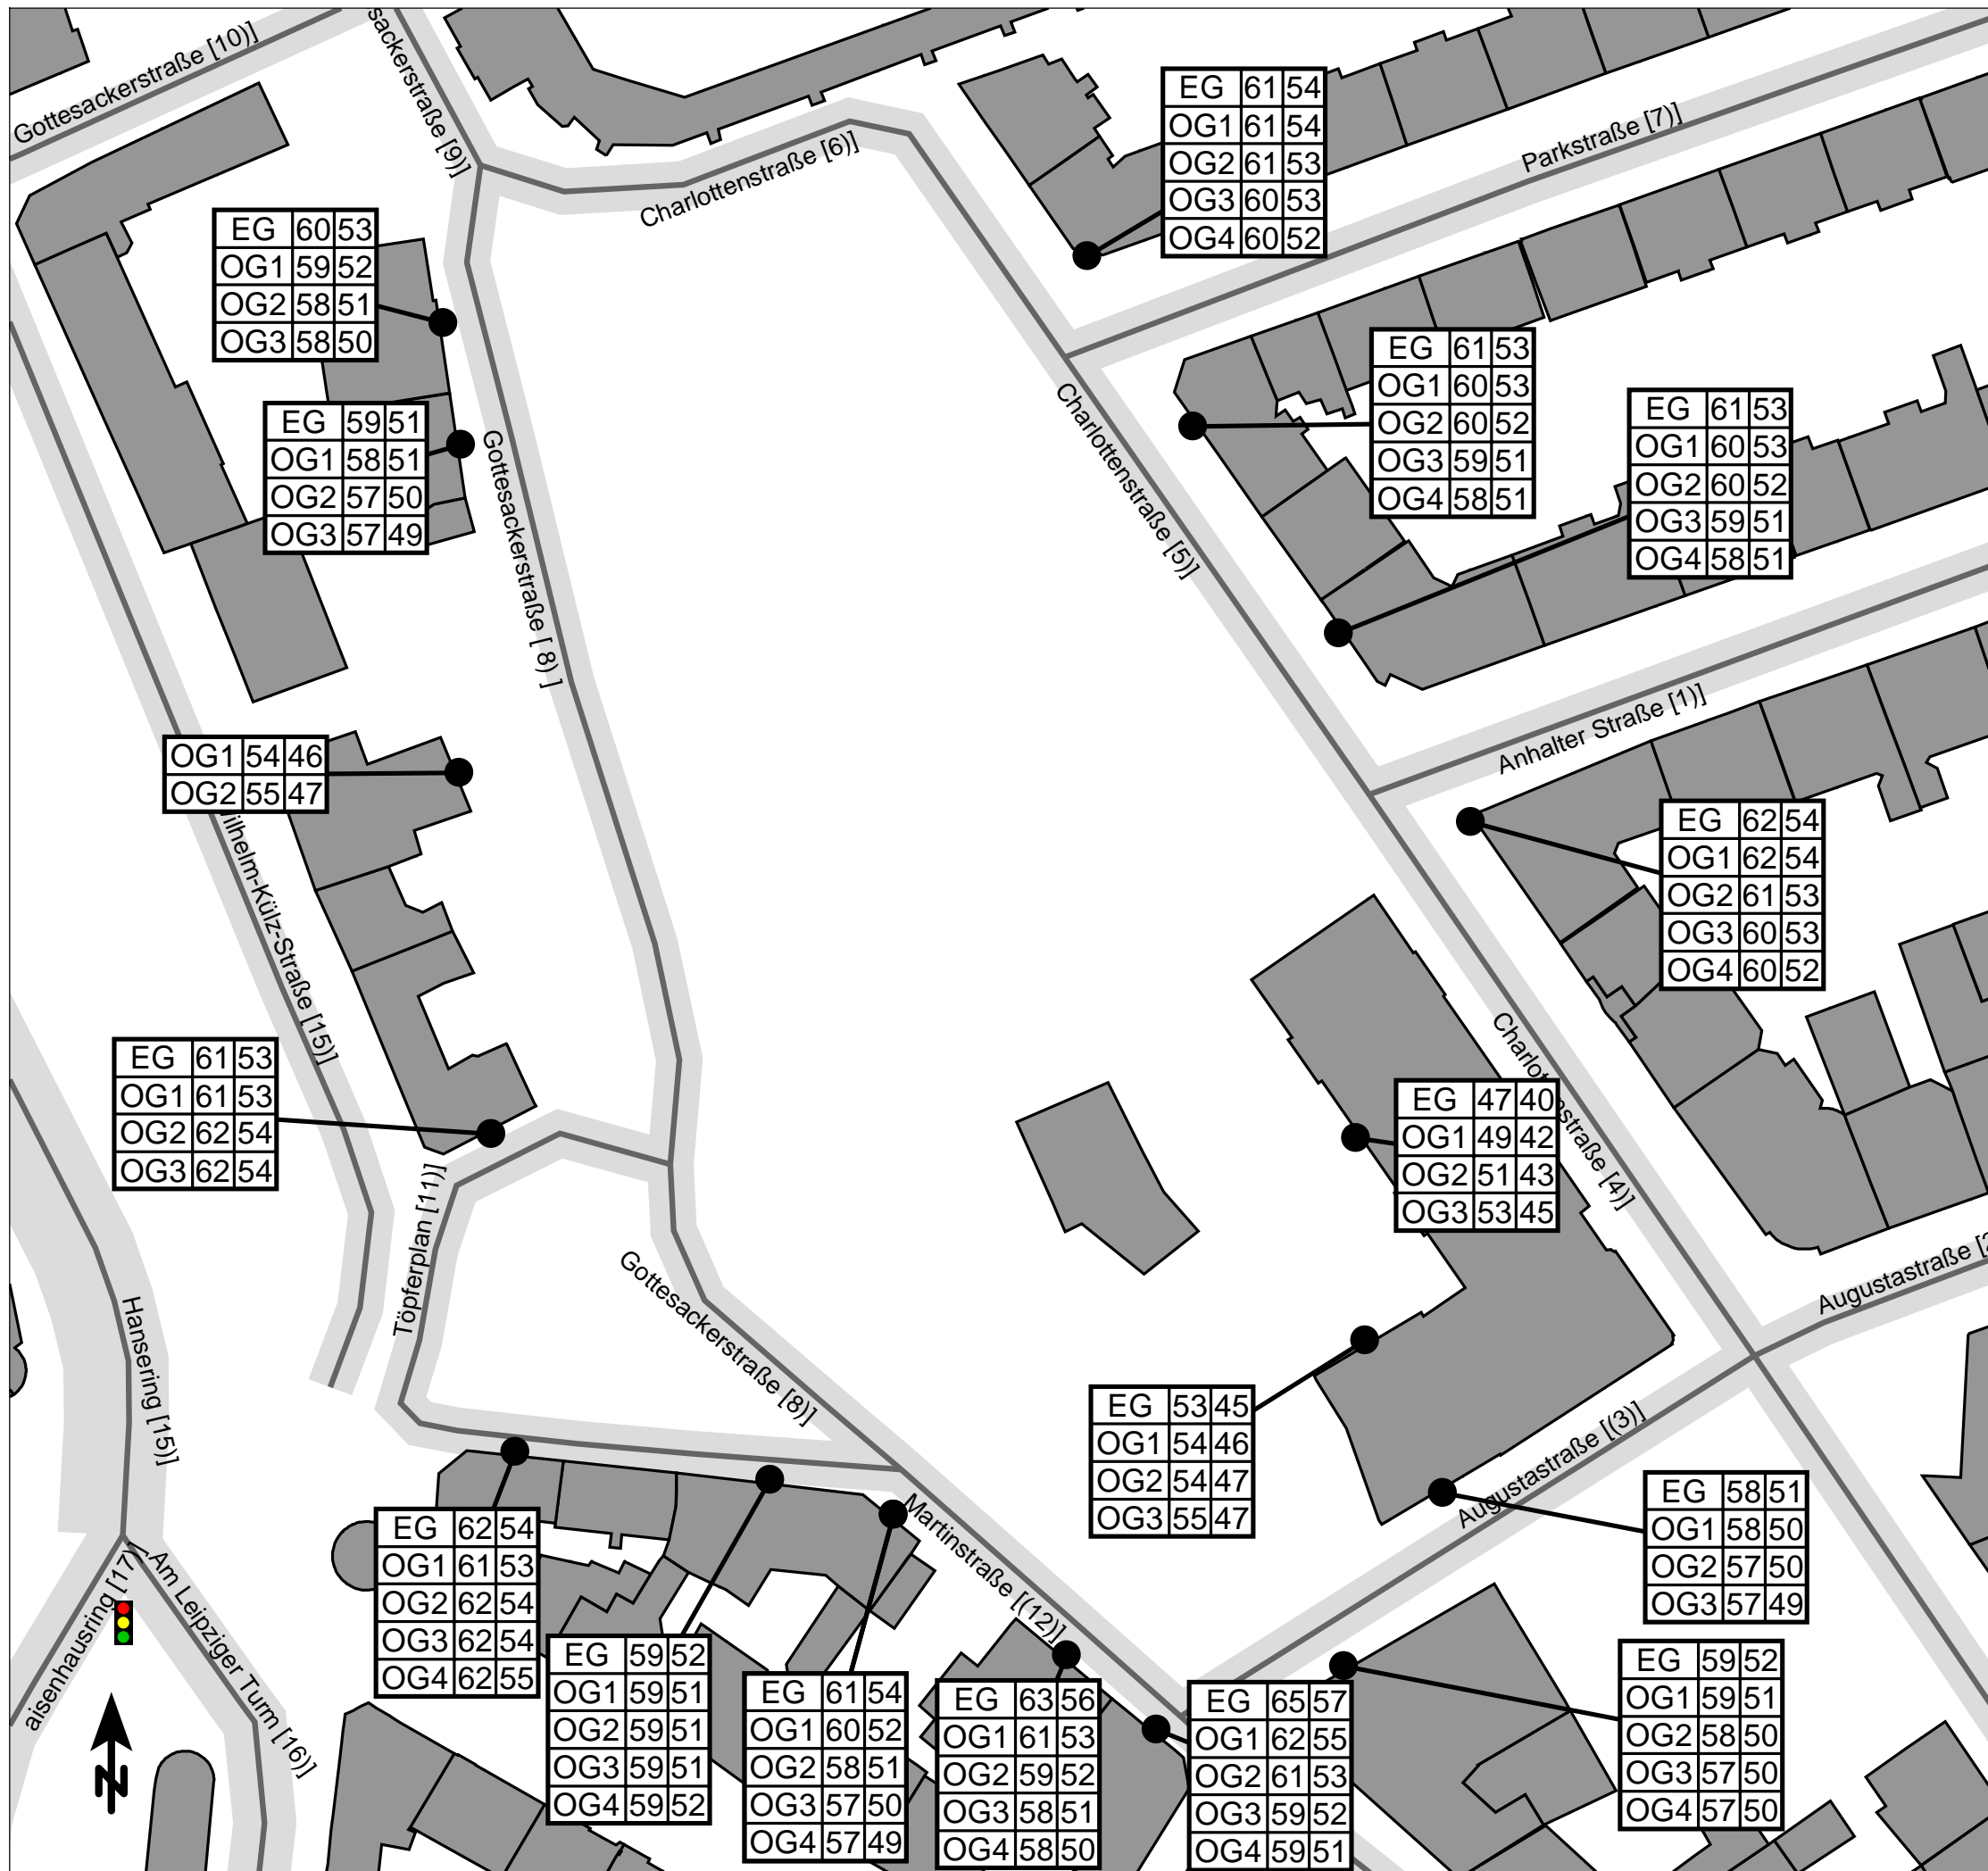 Gottesackerstraße [10)]
sackerstraße [9)]
Charlottenstraße [6)]
EG 61 54
OG1 61 54
OG2 61 53
OG3 60 53
OG4 60 52
Parkstraße [7)]
EG 60 53
OG1 59 52
OG2 58 51
OG3 58 50
EG 59 51
OG1 58 51
OG2 57 50
OG3 57 49
Gottesackerstraße [ 8) ]
Charlottenstraße [5)]
EG 61 53
OG1 60 53
OG2 60 52
OG3 59 51
OG4 58 51
EG 61 53
OG1 60 53
OG2 60 52
OG3 59 51
OG4 58 51
Anhalter Straße [1)]
OG1 54 46
OG2 55 47
ilhelm-Külz-Straße [15)]
EG 62 54
OG1 62 54
OG2 61 53
OG3 60 53
OG4 60 52
EG 61 53
OG1 61 53
OG2 62 54
OG3 62 54
Charlot nstraße [4)]
EG 47 40
OG1 49 42
OG2 51 43
OG3 53 45
Töpferplan [11)]
Gottesackerstraße [8)]
Hansering [15)]
Augustastraße [2
EG 53 45
OG1 54 46
OG2 54 47
OG3 55 47
Augustastraße [(3)]
EG 58 51
OG1 58 50
OG2 57 50
OG3 57 49
Martinstraße [(12)]
EG 62 54
OG1 61 53
OG2 62 54
OG3 62 54
OG4 62 55
aisenhausring [17)]
Am Leipziger Turm [16)]
EG 59 52
OG1 59 51
OG2 59 51
OG3 59 51
OG4 59 52
EG 61 54
OG1 60 52
OG2 58 51
OG3 57 50
OG4 57 49
EG 63 56
OG1 61 53
OG2 59 52
OG3 58 51
OG4 58 50
EG 65 57
OG1 62 55
OG2 61 53
OG3 59 52
OG4 59 51
EG 59 52
OG1 59 51
OG2 58 50
OG3 57 50
OG4 57 50
N